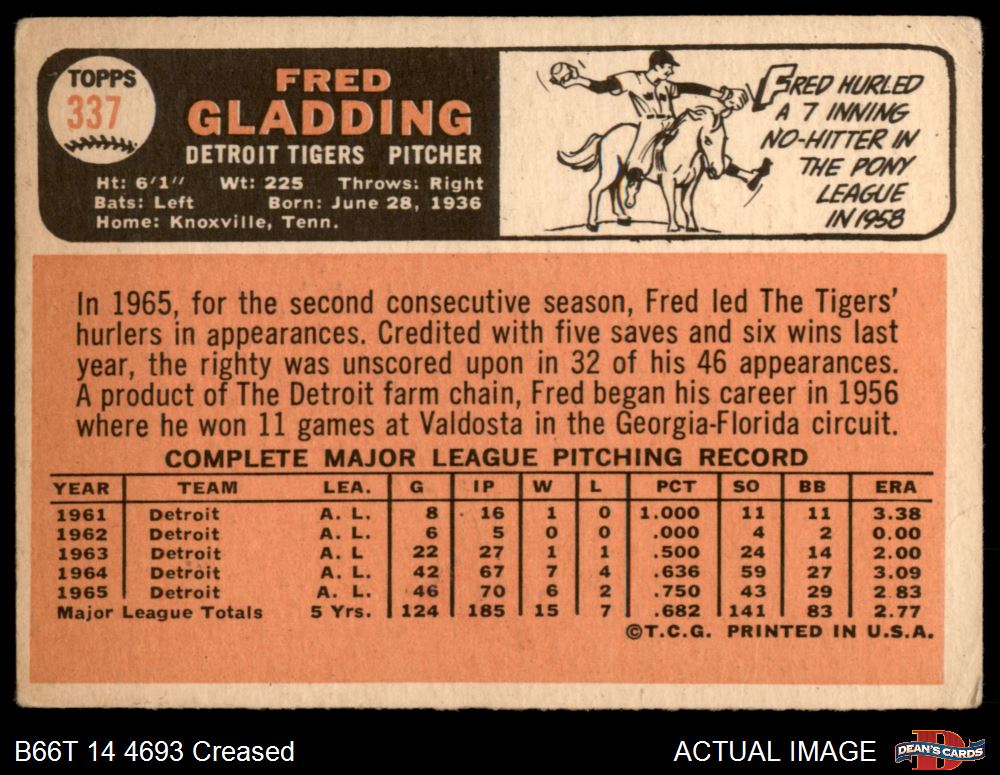 TOPPS
337
FRED
GLADDING
DETROIT TIGERS PITCHER
Ht: 6'1" Wt: 225 Throws: Right
Bats: Left Born: June 28, 1936
Home: Knoxville, Tenn.
FRED HURLED
A 7 INNING
NO-HITTER IN
THE PONY
LEAGUE
IN 1958
In 1965, for the second consecutive season, Fred led The Tigers'
hurlers in appearances. Credited with five saves and six wins last
year, the righty was unscored upon in 32 of his 46 appearances.
A product of The Detroit farm chain, Fred began his career in 1956
where he won 11 games at Valdosta in the Georgia-Florida circuit.
COMPLETE MAJOR LEAGUE PITCHING RECORD
YEAR TEAM LEA. G IP W L PCT SO BB ERA
1961 Detroit A. L. 8 16 1 0 1.000 11 11 3.38
1962 Detroit A. L. 6 5 0 0 .000 4 2 0.00
1963 Detroit A. L 22 27 1 1 .500 24 14 2.00
1964 Detroit A. L. 42 67 7 4 .636 59 27 3.09
1965 Detroit A. L. 46 70 6 2 .750 43 29 2.83
Major League Totals 5 Yrs. 124 185 15 7 .682 141 83 2.77
©T.C.G. PRINTED IN U.S.A.
B66T 14 4693 Creased
ACTUAL IMAGE
D
DEAN'S CARDS